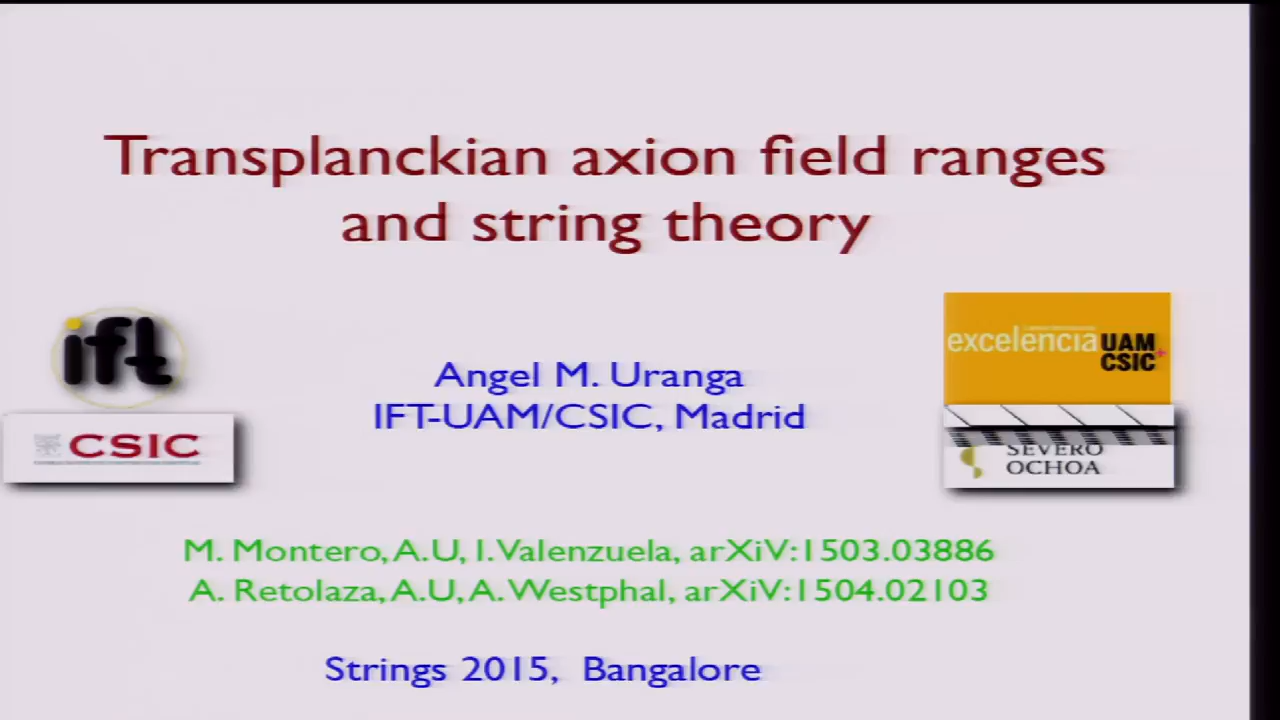 Transplanckian axion field ranges
and string theory
ift
CSIC
Angel M. Uranga
IFT-UAM/CSIC, Madrid
excelencia UAM
CSIC+
SEVERO
OCHOA
M. Montero, A.U, I. Valenzuela, arXiV:1503.03886
A. Retolaza, A.U, A. Westphal, arXiV:1504.02103
Strings 2015, Bangalore